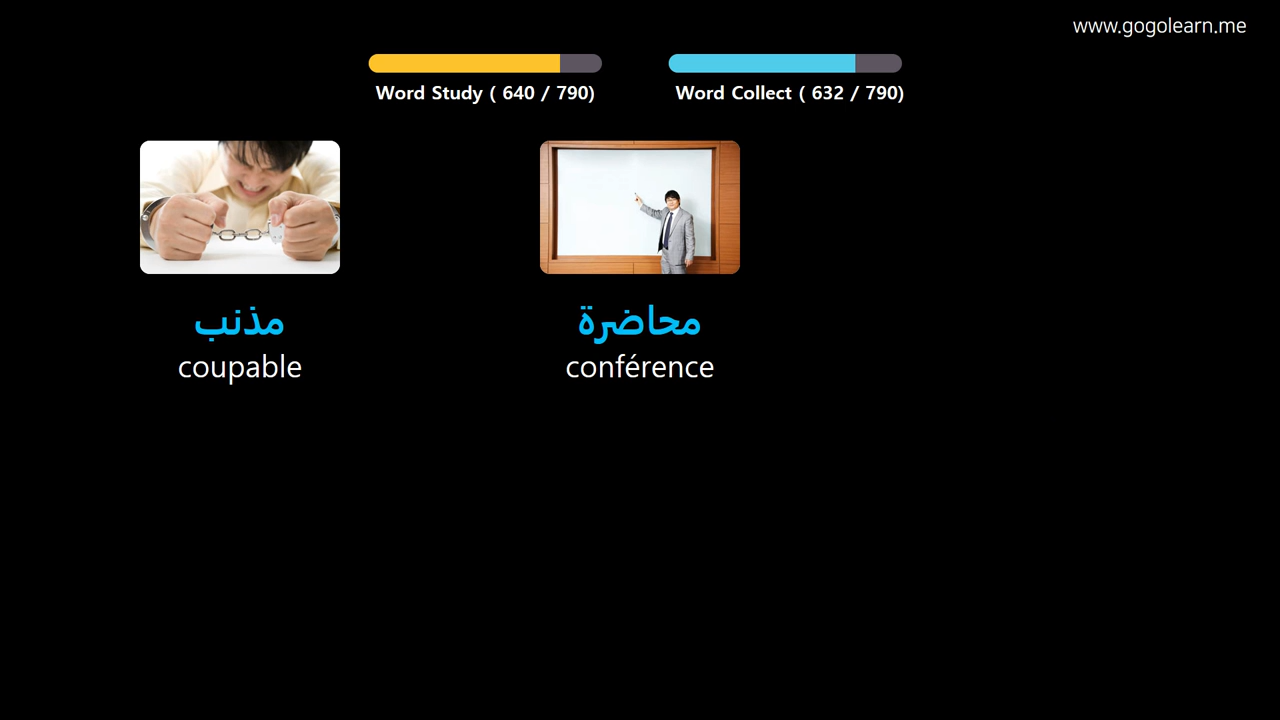 www.gogolearn.me
Word Study ( 640 / 790)
Word Collect ( 632 / 790)
مذنب
coupable
محاضرة
conférence